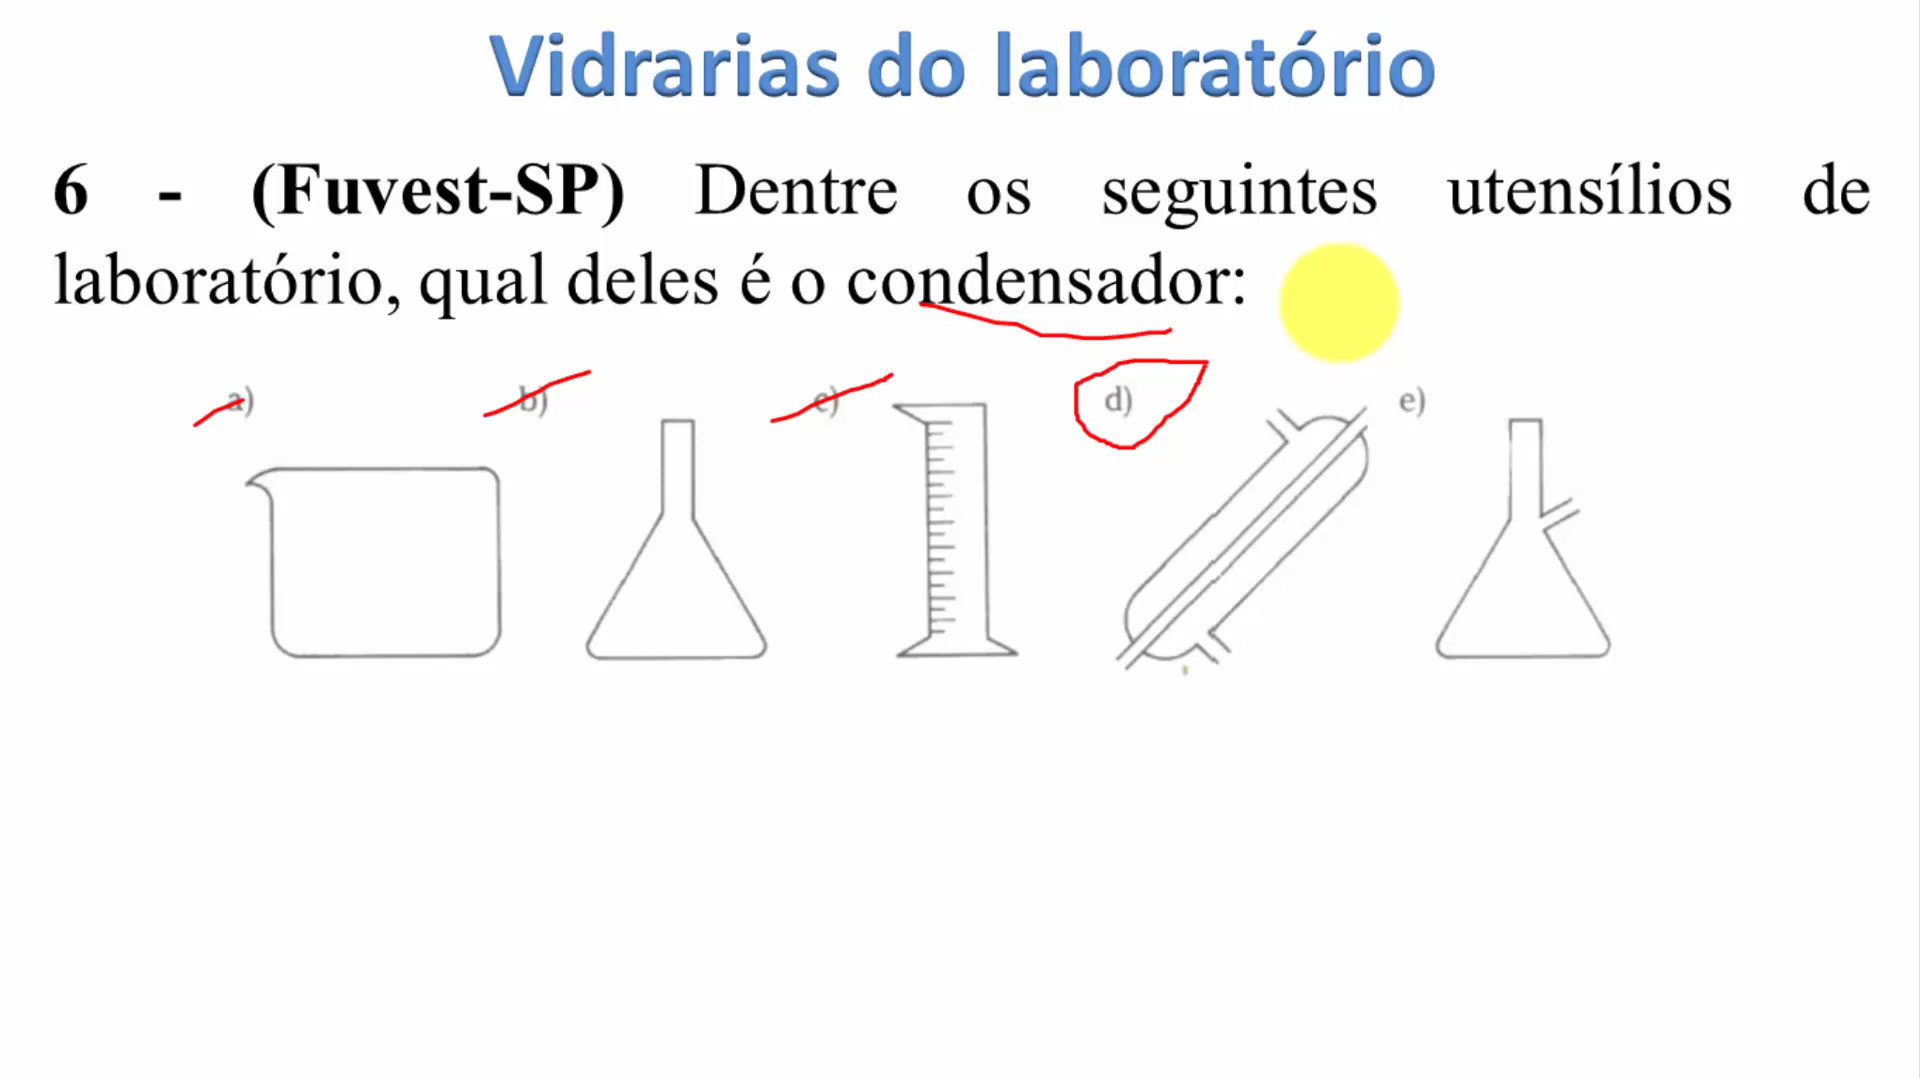 Vidrarias do laboratório
6 - (Fuvest-SP) Dentre os seguintes utensílios de
laboratório, qual deles é o condensador:
a) b) c) d) e)